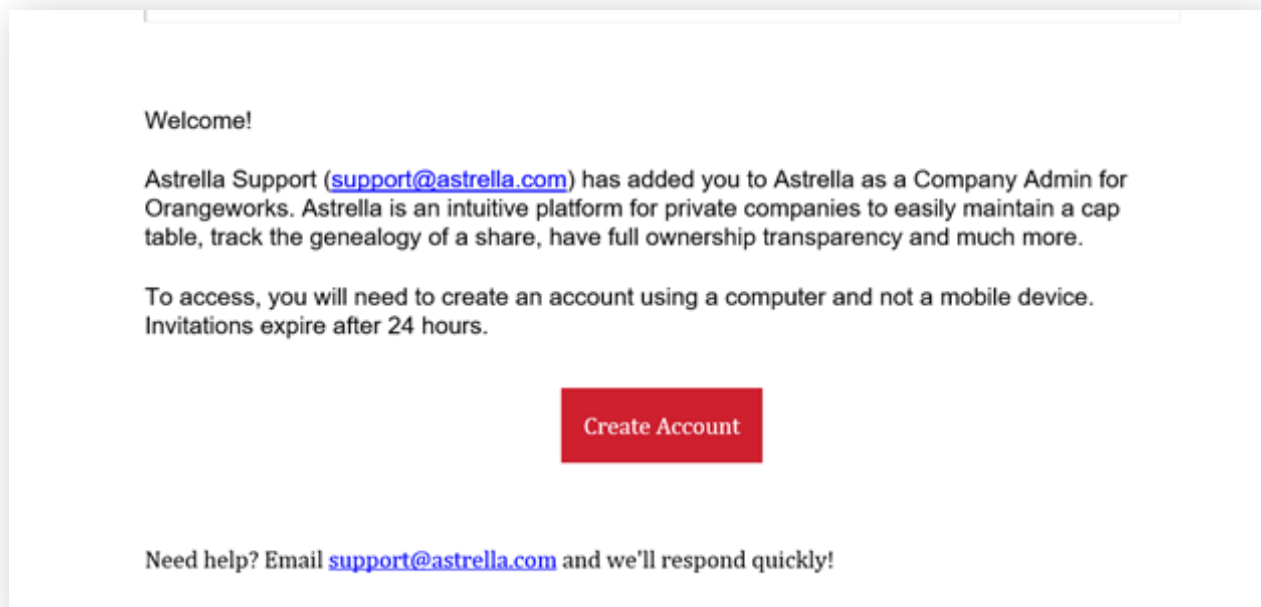 Welcome!
Astrella Support (support@astrella.com) has added you to Astrella as a Company Admin for
Orangeworks. Astrella is an intuitive platform for private companies to easily maintain a cap
table, track the genealogy of a share, have full ownership transparency and much more.
To access, you will need to create an account using a computer and not a mobile device.
Invitations expire after 24 hours.
Create Account
Need help? Email support@astrella.com and we'll respond quickly!